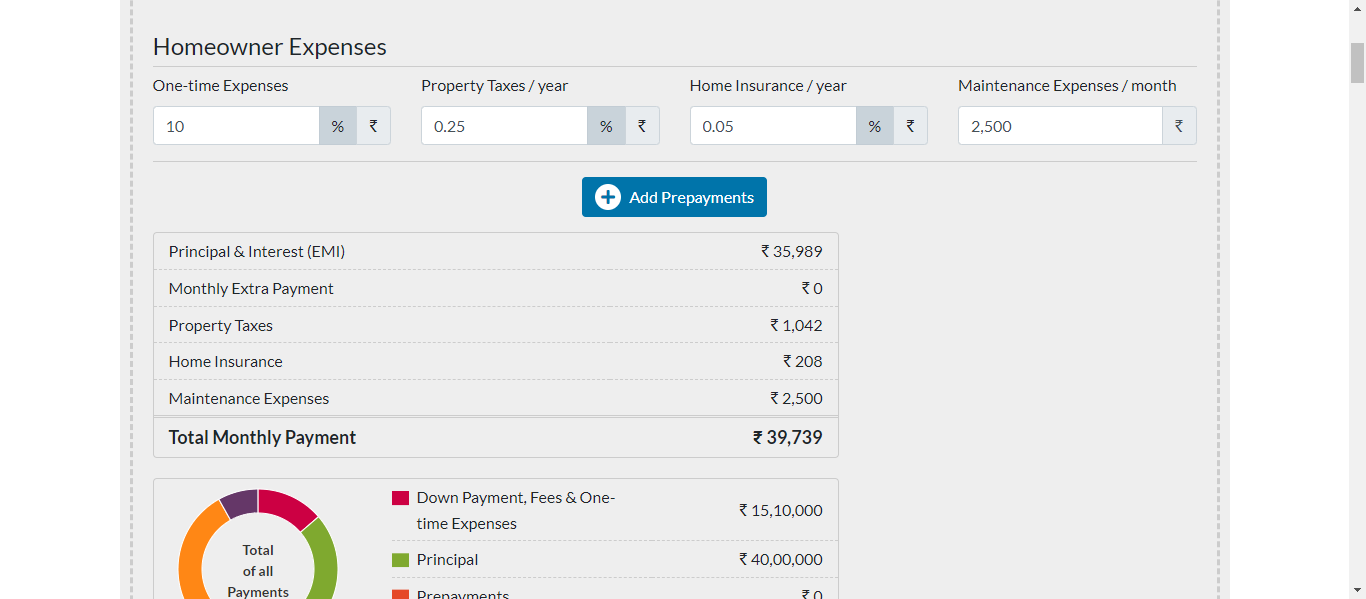 Homeowner Expenses
One-time Expenses
Property Taxes / year
Home Insurance / year
Maintenance Expenses / month
10 % ₹
0.25 % ₹
0.05 % ₹
2,500 ₹
Add Prepayments
Principal & Interest (EMI) ₹ 35,989
Monthly Extra Payment ₹ 0
Property Taxes ₹ 1,042
Home Insurance ₹ 208
Maintenance Expenses ₹ 2,500
Total Monthly Payment ₹ 39,739
Total
of all
Payments
Down Payment, Fees & One-
time Expenses
₹ 15,10,000
Principal ₹ 40,00,000
Prepayments ₹ 0